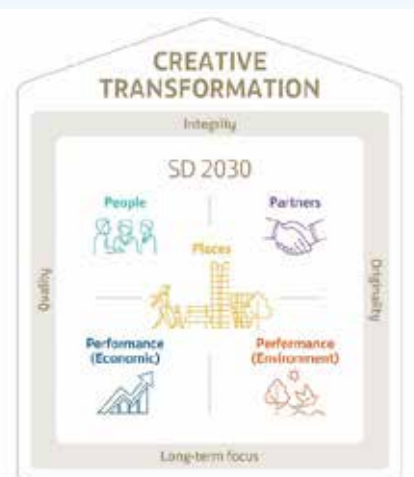 CREATIVE
TRANSFORMATION
Integrity
SD 2030
People
Partners
Places
Quality
Originality
Performance
(Economic)
Performance
(Environment)
Long-term focus